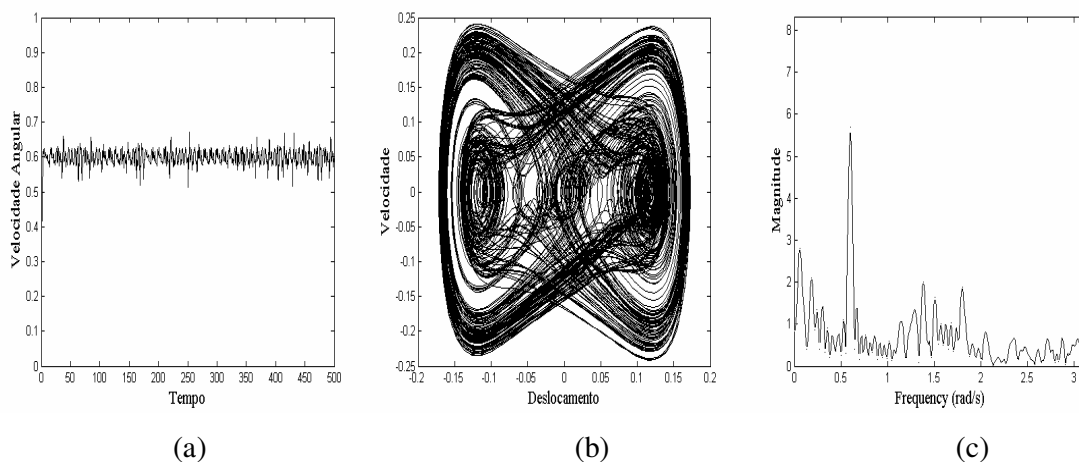 1
0.9
0.8
0.7
0.6
0.5
0.4
0.3
0.2
0.1
0
0 50 100 150 200 250 300 350 400 450 500
Velocidade Angular
Tempo
(a)
0.25
0.2
0.15
0.1
0.05
0
-0.05
-0.1
-0.15
-0.2
-0.25
-0.2 -0.15 -0.1 -0.05 0 0.05 0.1 0.15 0.2
Velocidade
Deslocamento
(b)
8
7
6
5
4
3
2
1
0
0 0.5 1 1.5 2 2.5 3
Magnitude
Frequency (rad/s)
(c)